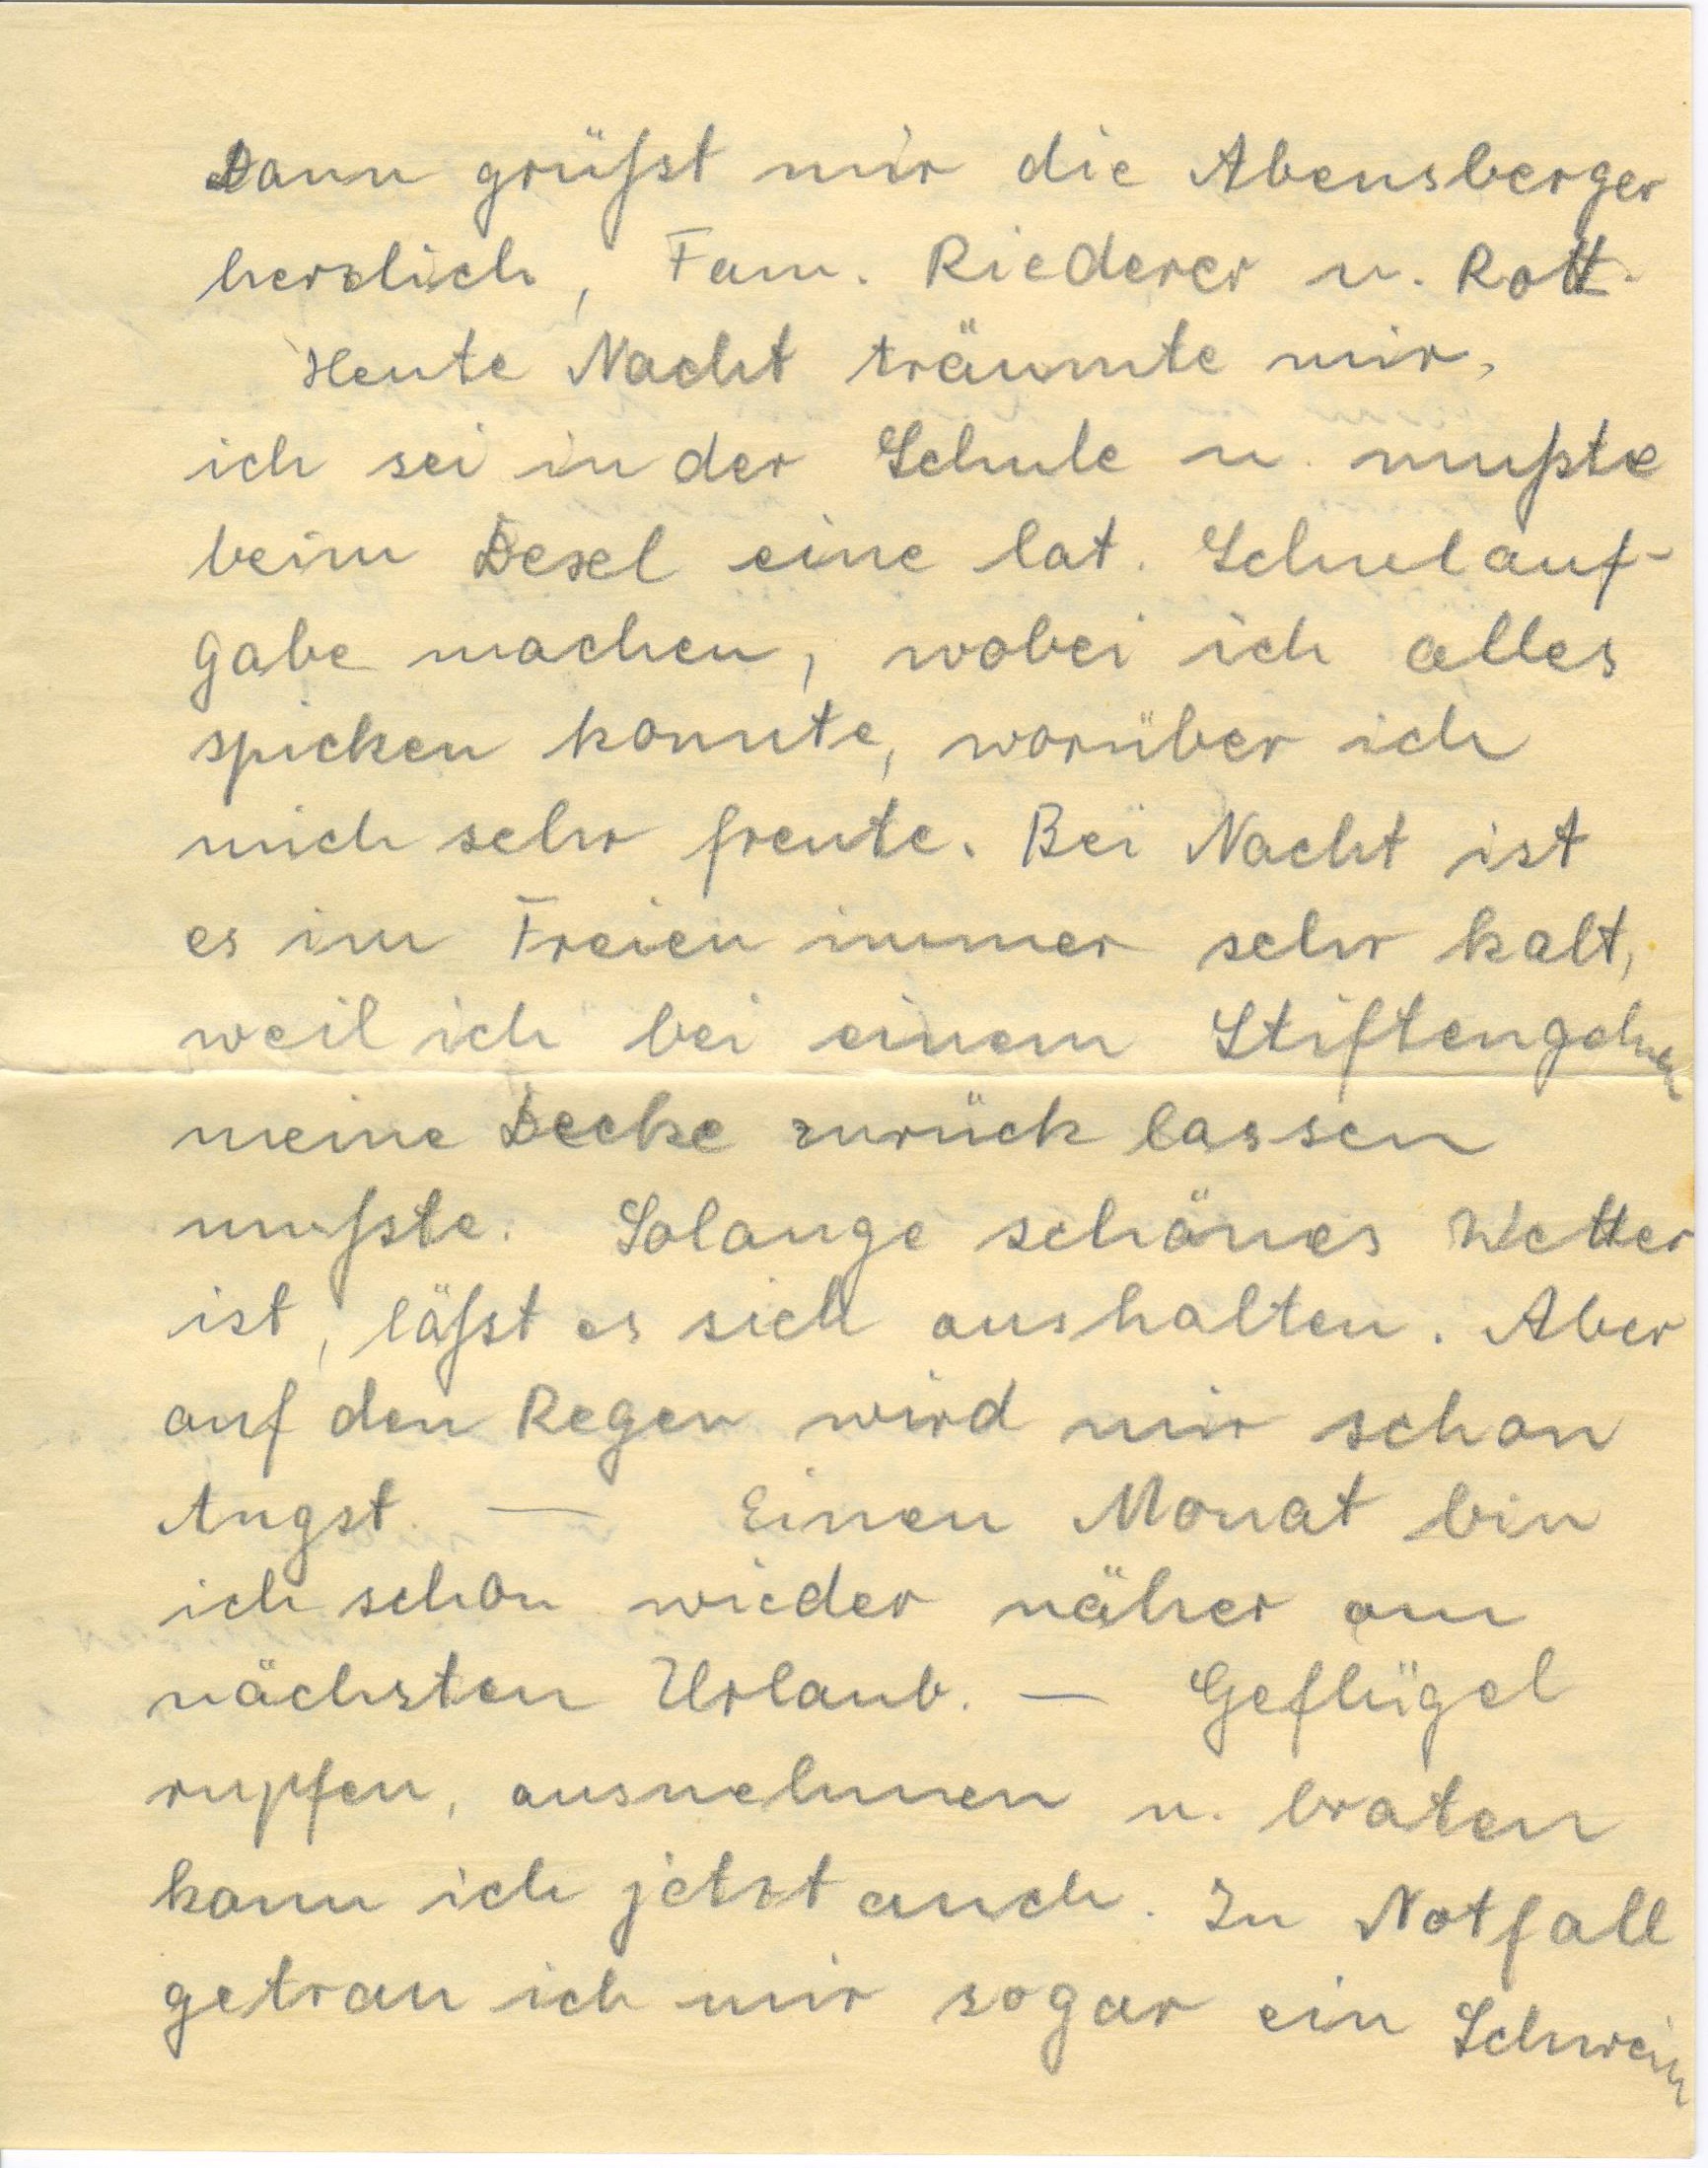 Dann grüßt mir die Abensberger
herzlich, Fam. Riederer u. Rott.
Heute Nacht träumte mir,
ich sei in der Schule u. mußte
beim Desel eine lat. Schulauf-
gabe machen, wobei ich alles
spicken konnte, worüber ich
mich sehr freute. Bei Nacht ist
es im Freien immer sehr kalt,
weil ich bei einem Stiftengehen
meine Decke zurück lassen
mußte. Solange schönes Wetter
ist, läßt es sich aushalten. Aber
auf den Regen wird mir schon
Angst. — Einen Monat bin
ich schon wieder näher am
nächsten Urlaub. — Geflügel
rupfen, ausnehmen u. braten
kann ich jetzt auch. In Notfall
getrau ich mir sogar ein Schwein